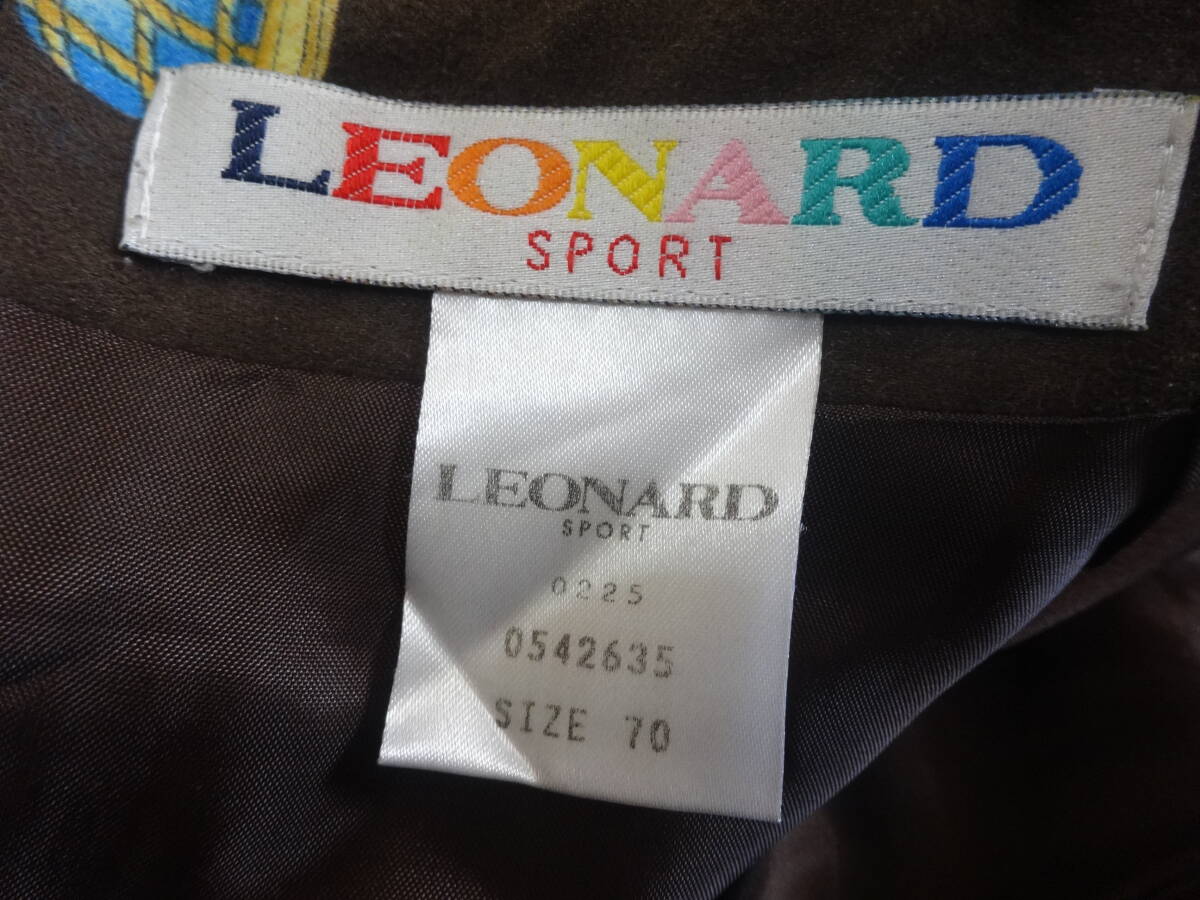 LEONARD
SPORT
LEONARD
SPORT
0225
0542635
SIZE 70